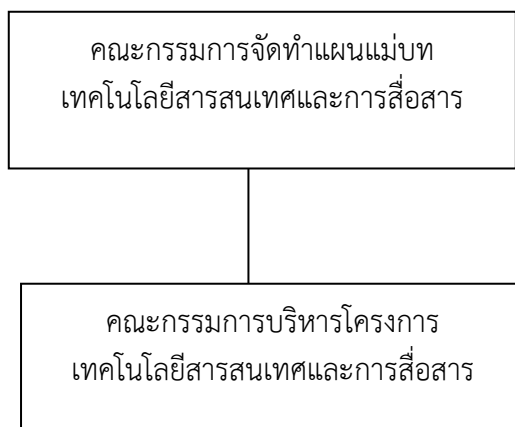 คณะกรรมการจัดทำแผนแม่บท
เทคโนโลยีสารสนเทศและการสื่อสาร
คณะกรรมการบริหารโครงการ
เทคโนโลยีสารสนเทศและการสื่อสาร